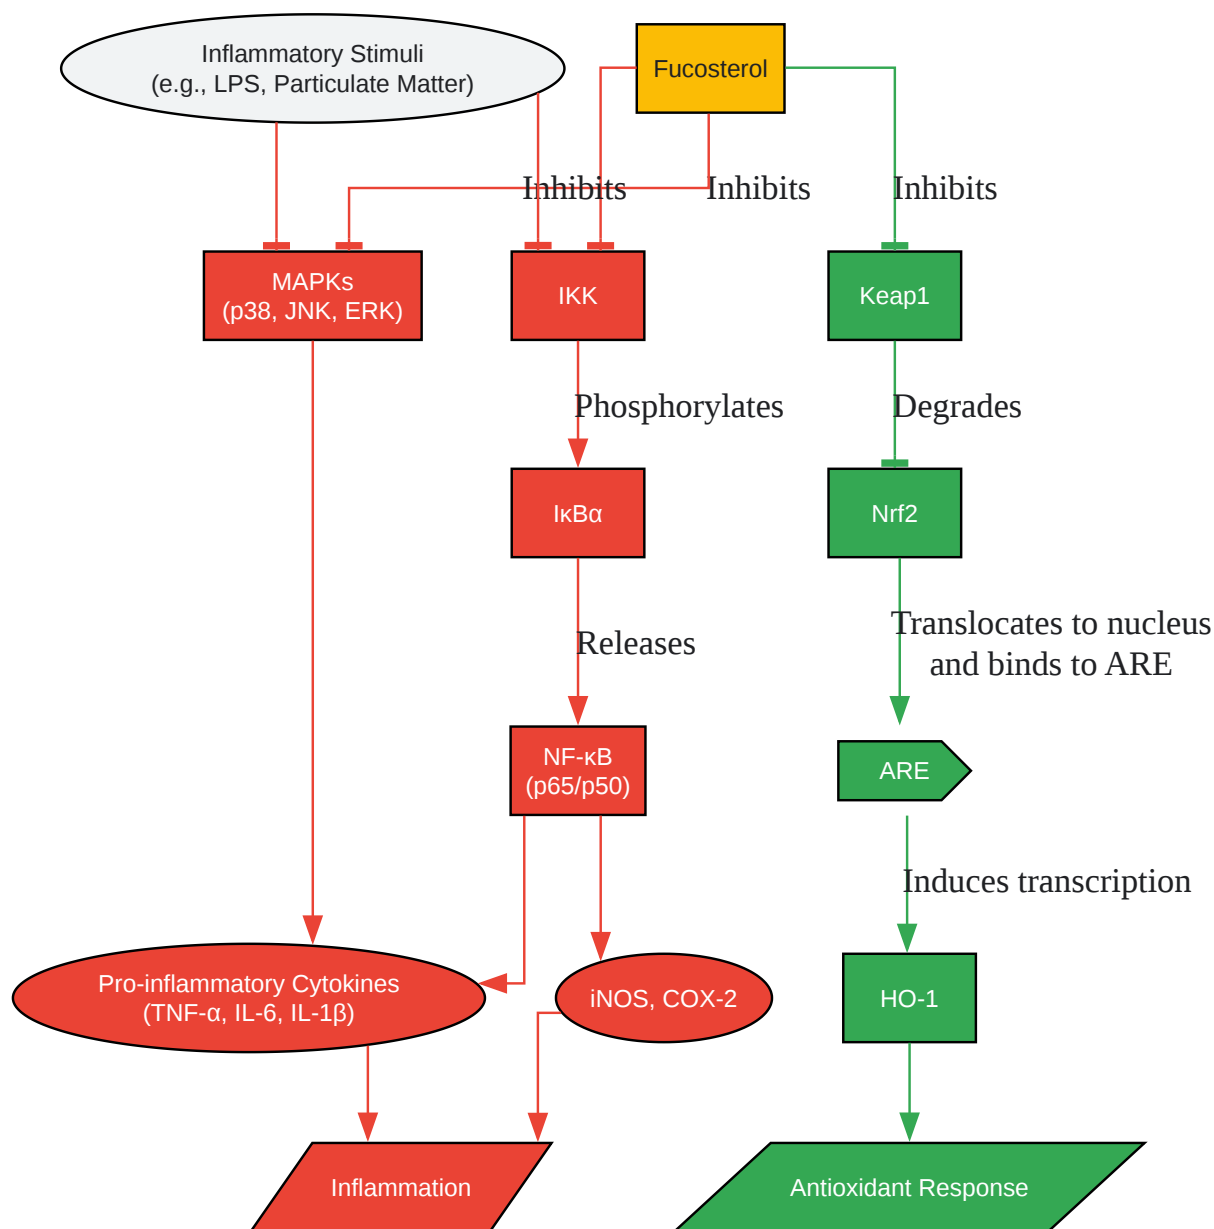 Inflammatory Stimuli
(e.g., LPS, Particulate Matter)
Fucosterol
Inhibits
Inhibits
Inhibits
MAPKs
(p38, JNK, ERK)
IKK
Keap1
Phosphorylates
Degrades
IκBα
Nrf2
Releases
Translocates to nucleus
and binds to ARE
NF-κB
(p65/p50)
ARE
Induces transcription
Pro-inflammatory Cytokines
(TNF-α, IL-6, IL-1β)
iNOS, COX-2
HO-1
Inflammation
Antioxidant Response